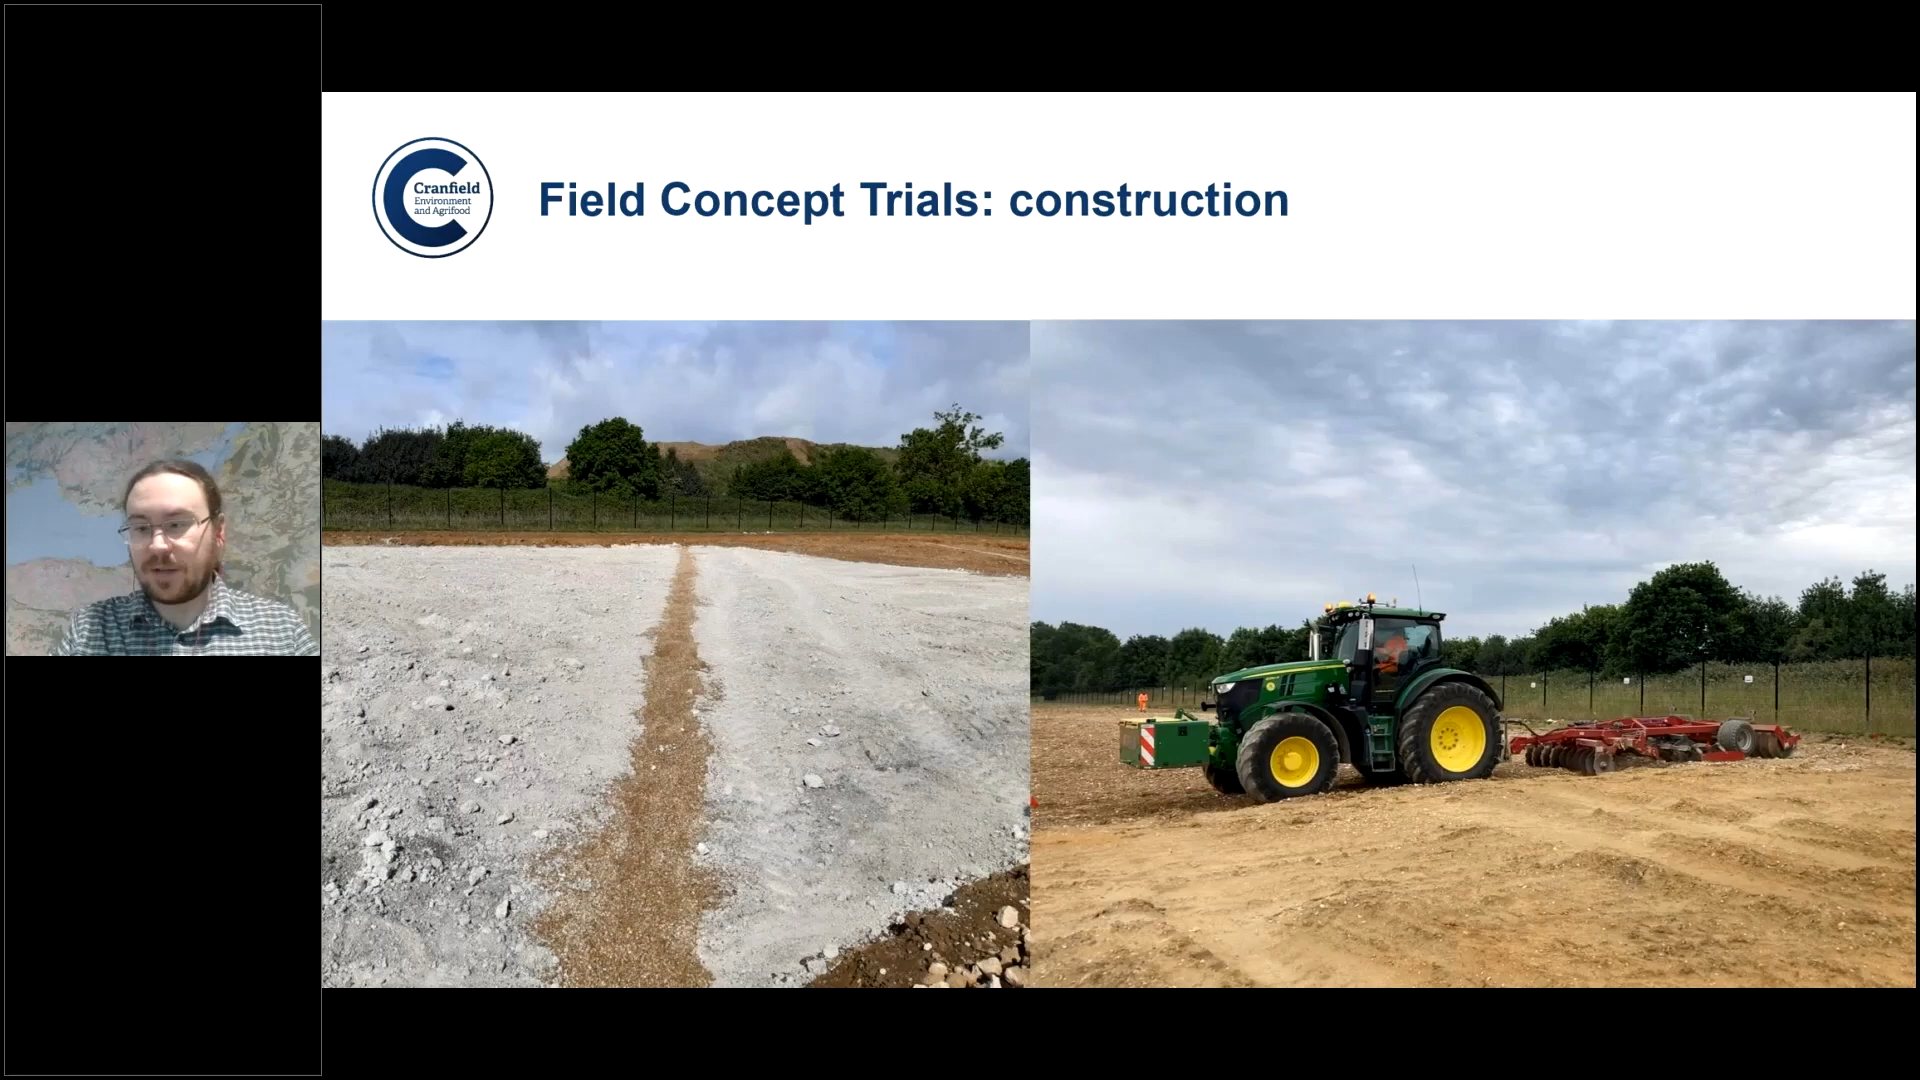 Cranfield
Environment
and Agrifood
Field Concept Trials: construction